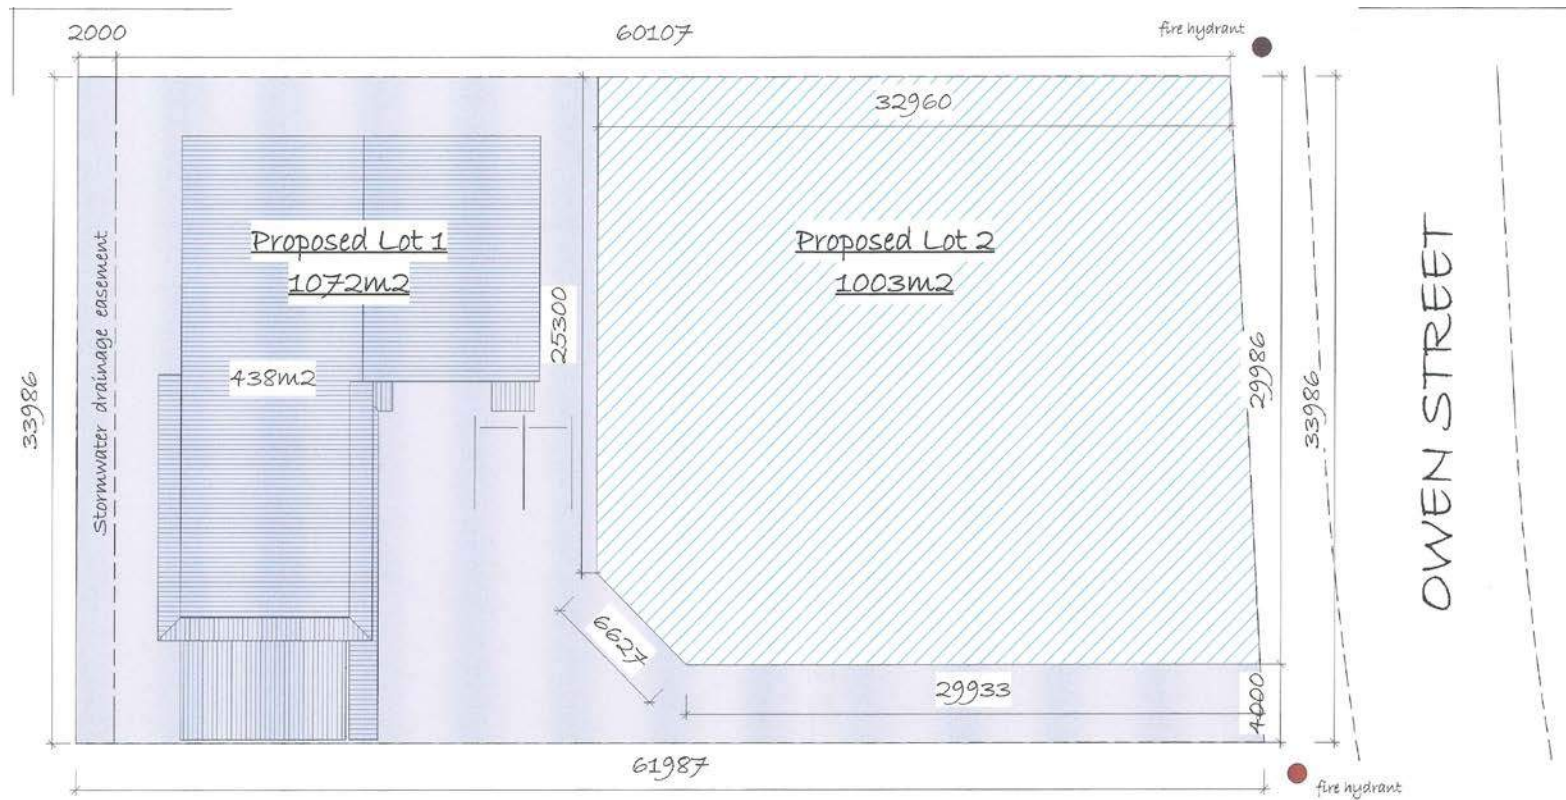 2000
60107
fire hydrant
32960
Proposed Lot 1
1072m2
Proposed Lot 2
1003m2
Stormwater drainage easement
25300
438m2
33986
29986
33986
OWEN STREET
6627
29933
4000
61987
fire hydrant